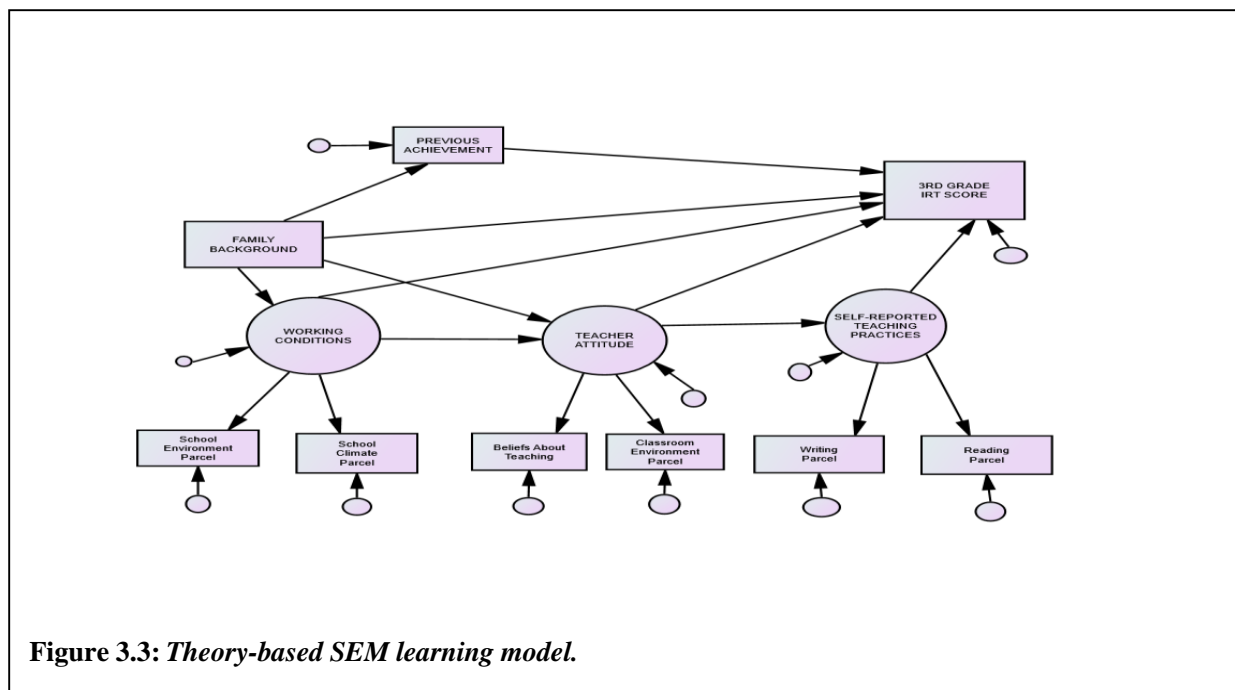 PREVIOUS
ACHIEVEMENT
3RD GRADE
IRT SCORE
FAMILY
BACKGROUND
WORKING
CONDITIONS
TEACHER
ATTITUDE
SELF-REPORTED
TEACHING
PRACTICES
School
Environment
Parcel
School
Climate
Parcel
Beliefs About
Teaching
Classroom
Environment
Parcel
Writing
Parcel
Reading
Parcel
Figure 3.3: Theory-based SEM learning model.